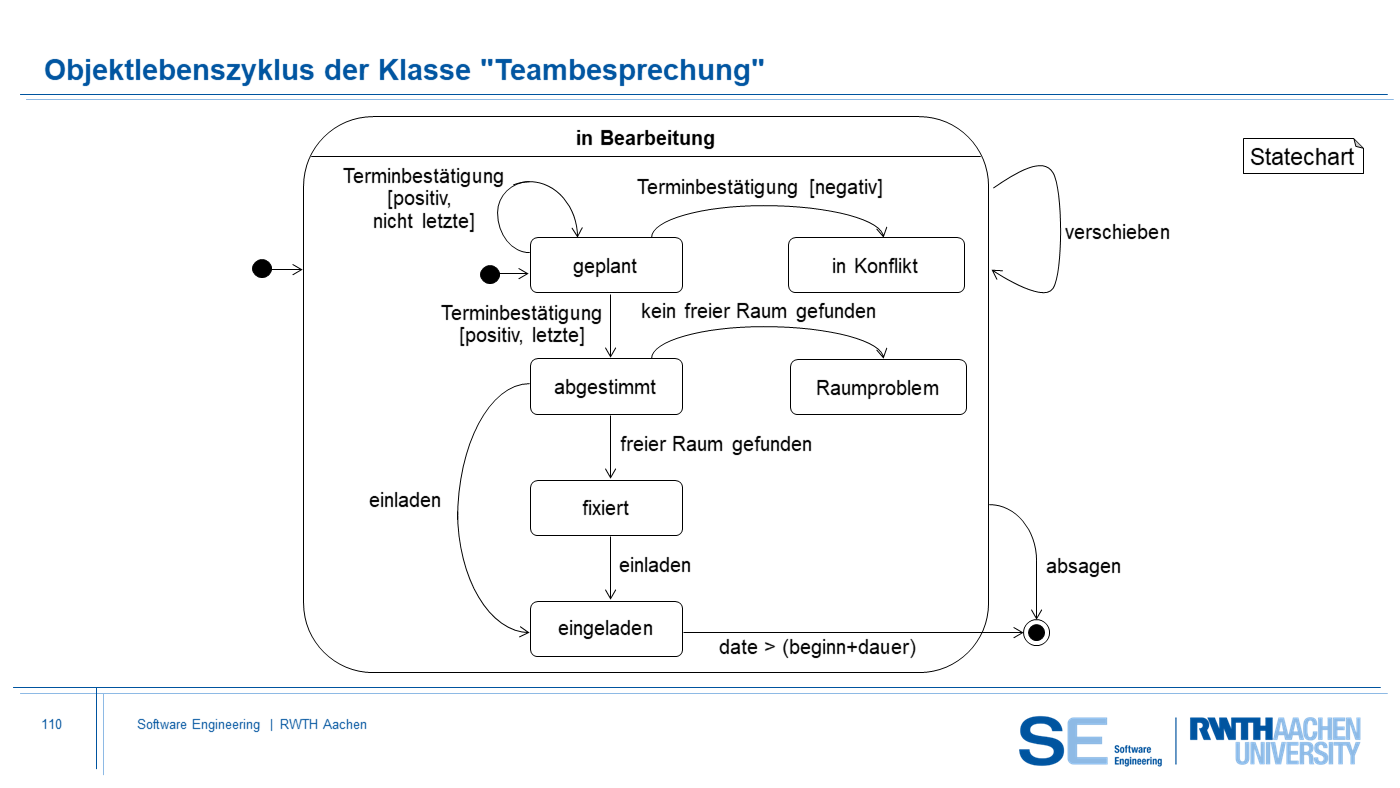 Objektlebenszyklus der Klasse "Teambesprechung"
in Bearbeitung
Statechart
Terminbestätigung
[positiv,
nicht letzte]
Terminbestätigung [negativ]
verschieben
geplant
in Konflikt
Terminbestätigung
[positiv, letzte]
kein freier Raum gefunden
abgestimmt
Raumproblem
freier Raum gefunden
einladen
fixiert
einladen
absagen
eingeladen
date > (beginn+dauer)
110
Software Engineering | RWTH Aachen
SE Software
Engineering
RWTHAACHEN
UNIVERSITY